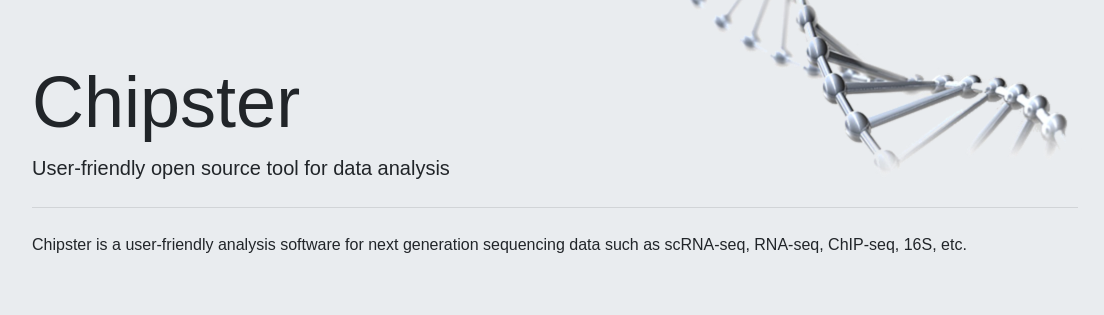 Chipster
User-friendly open source tool for data analysis
Chipster is a user-friendly analysis software for next generation sequencing data such as scRNA-seq, RNA-seq, ChIP-seq, 16S, etc.